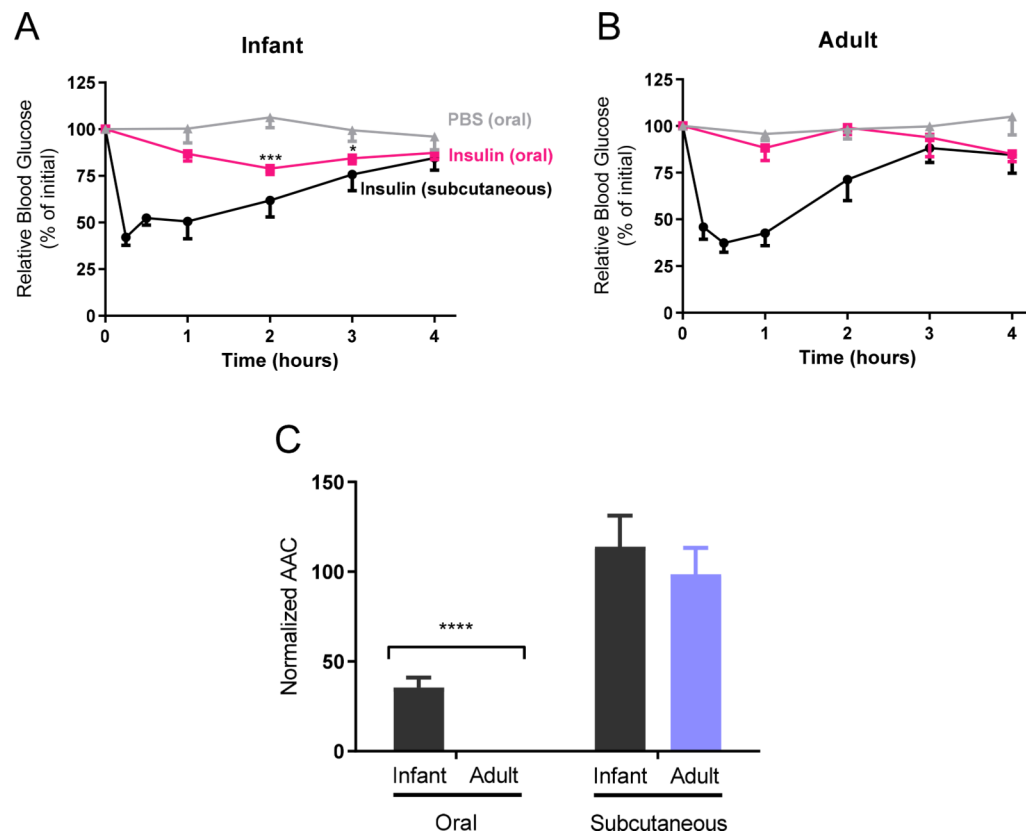 A
Infant
Relative Blood Glucose
(% of initial)
125
100
75
50
25
0
PBS (oral)
***
*
Insulin (oral)
Insulin (subcutaneous)
0 1 2 3 4
Time (hours)
B
Adult
Relative Blood Glucose
(% of initial)
125
100
75
50
25
0
0 1 2 3 4
Time (hours)
C
Normalized AAC
150
100
50
0
****
Infant Adult Infant Adult
Oral Subcutaneous